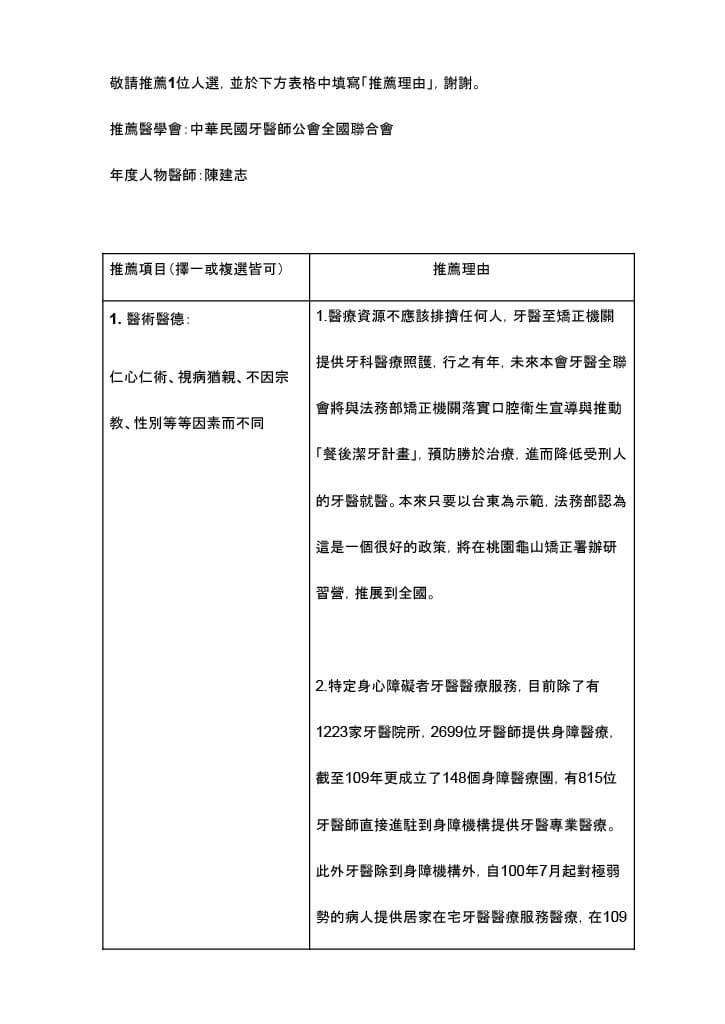 敬請推薦1位人選，並於下方表格中填寫「推薦理由」，謝謝。
推薦醫學會：中華民國牙醫師公會全國聯合會
年度人物醫師：陳建志
推薦項目（擇一或複選皆可）
推薦理由
1. 醫術醫德：
仁心仁術、視病猶親、不因宗
教、性別等等因素而不同
1.醫療資源不應該排擠任何人，牙醫至矯正機關
提供牙科醫療照護，行之有年，未來本會牙醫全聯
會將與法務部矯正機關落實口腔衛生宣導與推動
「餐後潔牙計畫」，預防勝於治療，進而降低受刑人
的牙醫就醫。本來只要以台東為示範，法務部認為
這是一個很好的政策，將在桃園龜山矯正署辦研
習營，推展到全國。
2.特定身心障礙者牙醫醫療服務，目前除了有
1223家牙醫院所，2699位牙醫師提供身障醫療，
截至109年更成立了148個身障醫療團，有815位
牙醫師直接進駐到身障機構提供牙醫專業醫療。
此外牙醫除到身障機構外，自100年7月起對極弱
勢的病人提供居家在宅牙醫醫療服務醫療，在109